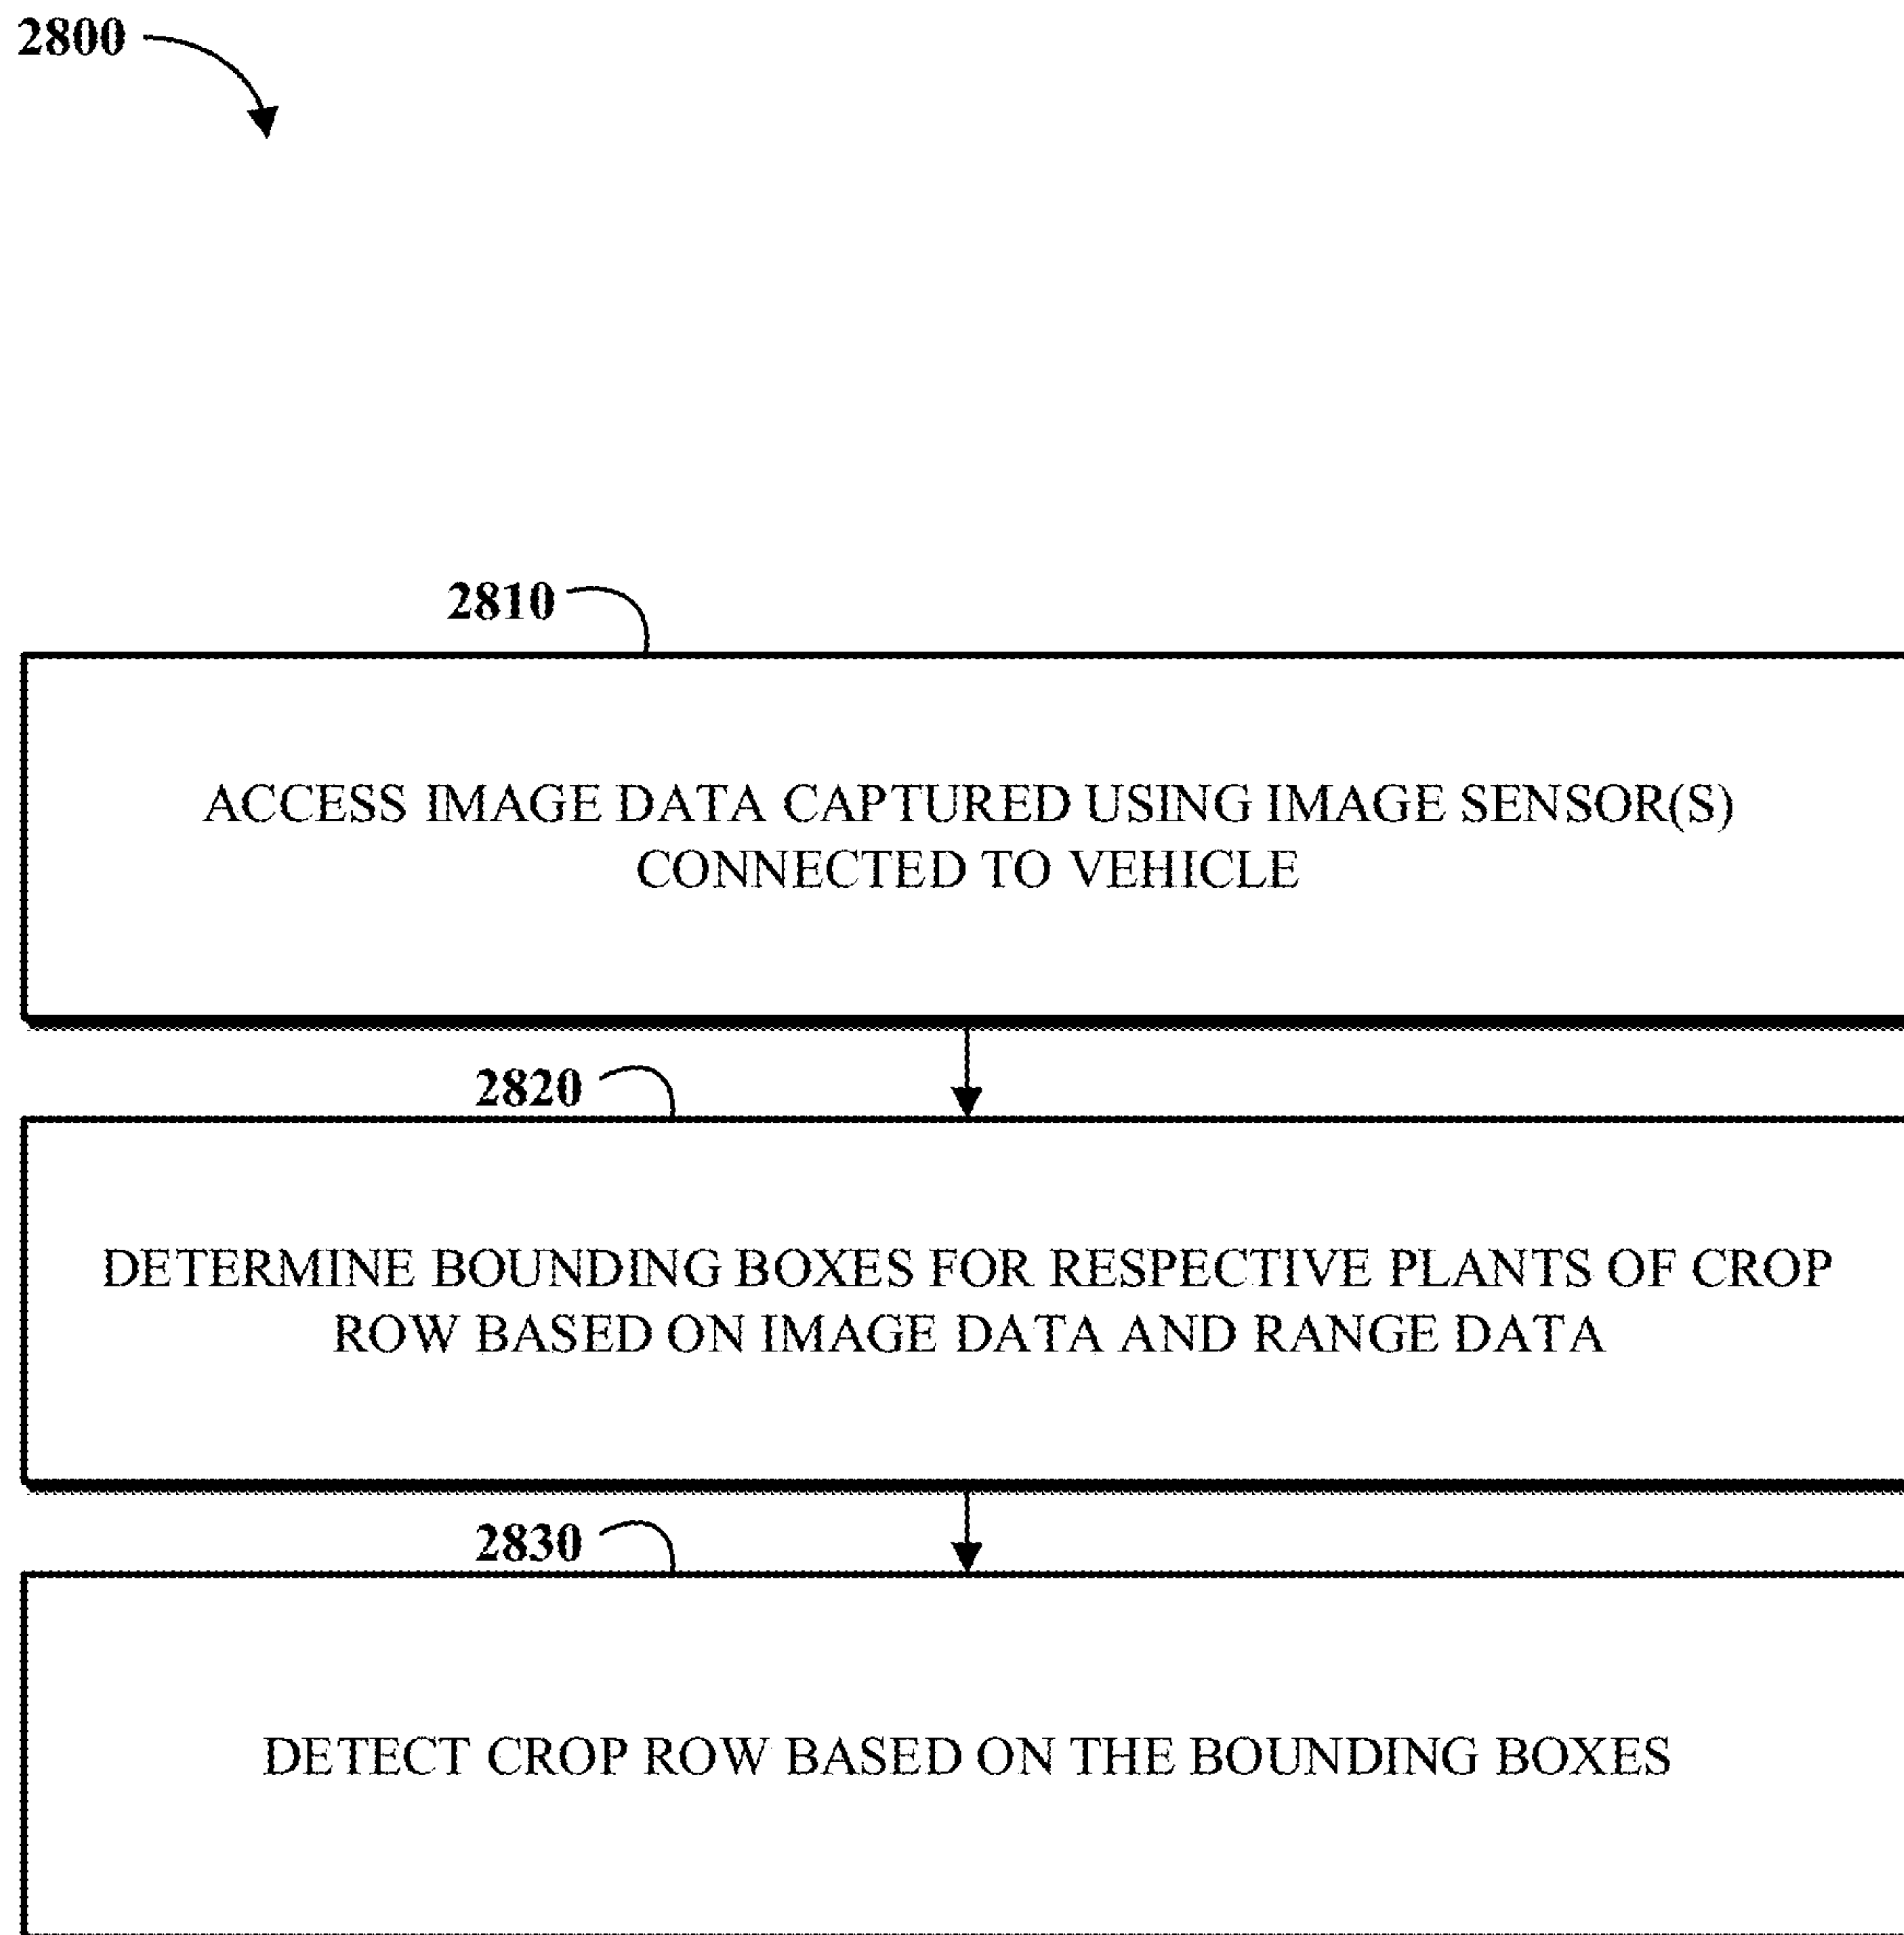 2800
2810
ACCESS IMAGE DATA CAPTURED USING IMAGE SENSOR(S)
CONNECTED TO VEHICLE
2820
DETERMINE BOUNDING BOXES FOR RESPECTIVE PLANTS OF CROP
ROW BASED ON IMAGE DATA AND RANGE DATA
2830
DETECT CROP ROW BASED ON THE BOUNDING BOXES